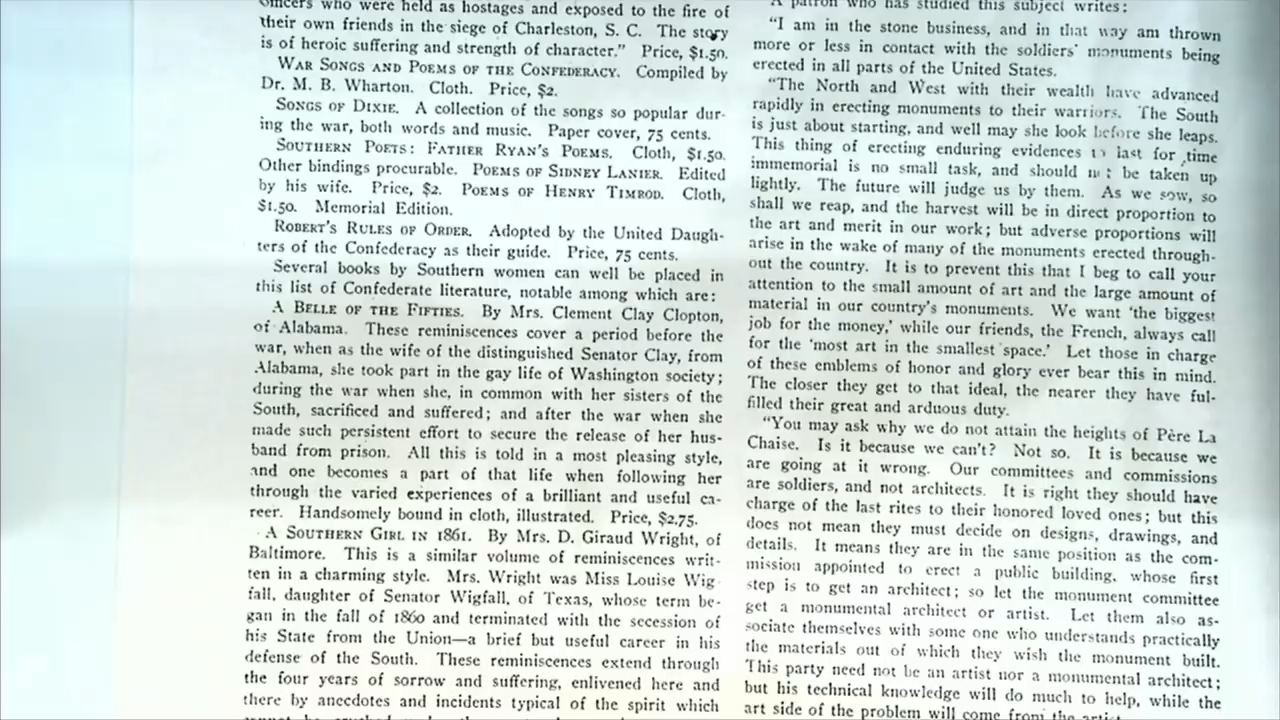 officers who were held as hostages and exposed to the fire of
their own friends in the siege of Charleston, S. C. The story
is of heroic suffering and strength of character." Price, $1.50.
WAR SONGS AND POEMS OF THE CONFEDERACY. Compiled by
Dr. M. B. Wharton. Cloth. Price, $2.
SONGS OF DIXIE. A collection of the songs so popular dur-
ing the war, both words and music. Paper cover, 75 cents.
SOUTHERN POETS: FATHER RYAN'S POEMS. Cloth, $1.50.
Other bindings procurable. POEMS OF SIDNEY LANIER. Edited
by his wife. Price, $2. POEMS OF HENRY TIMROD. Cloth,
$1.50. Memorial Edition.
ROBERT'S RULES OF ORDER. Adopted by the United Daugh-
ters of the Confederacy as their guide. Price, 75 cents.
Several books by Southern women can well be placed in
this list of Confederate literature, notable among which are:
A BELLE OF THE FIFTIES. By Mrs. Clement Clay Clopton,
of Alabama. These reminiscences cover a period before the
war, when as the wife of the distinguished Senator Clay, from
Alabama, she took part in the gay life of Washington society;
during the war when she, in common with her sisters of the
South, sacrificed and suffered; and after the war when she
made such persistent effort to secure the release of her hus-
band from prison. All this is told in a most pleasing style,
and one becomes a part of that life when following her
through the varied experiences of a brilliant and useful ca-
reer. Handsomely bound in cloth, illustrated. Price, $2.75.
A SOUTHERN GIRL IN 1861. By Mrs. D. Giraud Wright, of
Baltimore. This is a similar volume of reminiscences writ-
ten in a charming style. Mrs. Wright was Miss Louise Wig-
fall, daughter of Senator Wigfall, of Texas, whose term be-
gan in the fall of 1860 and terminated with the secession of
his State from the Union—a brief but useful career in his
defense of the South. These reminiscences extend through
the four years of sorrow and suffering, enlivened here and
there by anecdotes and incidents typical of the spirit which
A patron who has studied this subject writes:
"I am in the stone business, and in that way am thrown
more or less in contact with the soldiers' monuments being
erected in all parts of the United States.
"The North and West with their wealth have advanced
rapidly in erecting monuments to their warriors. The South
is just about starting, and well may she look before she leaps.
This thing of erecting enduring evidences to last for time
immemorial is no small task, and should not be taken up
lightly. The future will judge us by them. As we sow, so
shall we reap, and the harvest will be in direct proportion to
the art and merit in our work; but adverse proportions will
arise in the wake of many of the monuments erected through-
out the country. It is to prevent this that I beg to call your
attention to the small amount of art and the large amount of
material in our country's monuments. We want 'the biggest
job for the money,' while our friends, the French, always call
for the 'most art in the smallest space.' Let those in charge
of these emblems of honor and glory ever bear this in mind.
The closer they get to that ideal, the nearer they have ful-
filled their great and arduous duty.
"You may ask why we do not attain the heights of Père La
Chaise. Is it because we can't? Not so. It is because we
are going at it wrong. Our committees and commissions
are soldiers, and not architects. It is right they should have
charge of the last rites to their honored loved ones; but this
does not mean they must decide on designs, drawings, and
details. It means they are in the same position as the com-
mission appointed to erect a public building, whose first
step is to get an architect; so let the monument committee
get a monumental architect or artist. Let them also as-
sociate themselves with some one who understands practically
the materials out of which they wish the monument built.
This party need not be an artist nor a monumental architect;
but his technical knowledge will do much to help, while the
art side of the problem will come from the artist